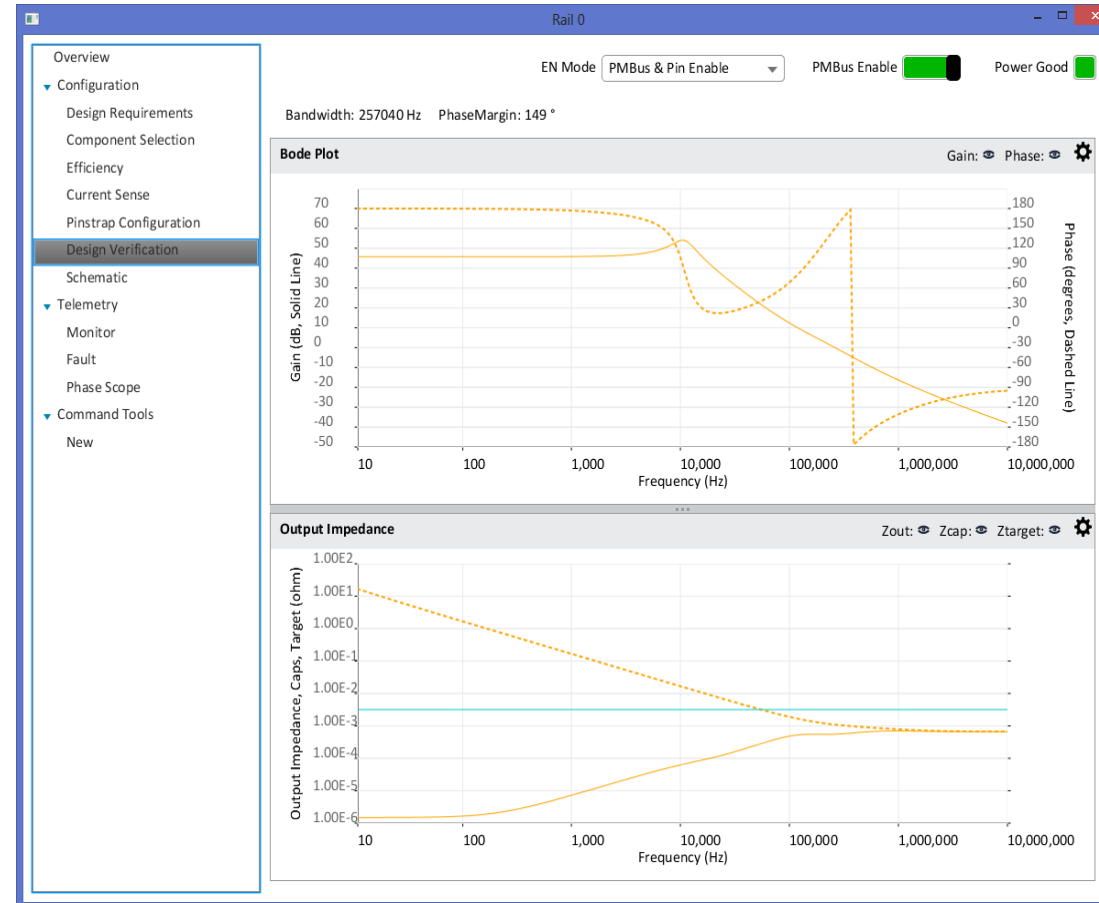 Rail 0
Overview
Configuration
Design Requirements
Component Selection
Efficiency
Current Sense
Pinstrap Configuration
Design Verification
Schematic
Telemetry
Monitor
Fault
Phase Scope
Command Tools
New
EN Mode PMBus & Pin Enable PMBus Enable Power Good
Bandwidth: 257040 Hz PhaseMargin: 149 °
Bode Plot Gain: Phase:
Gain (dB, Solid Line)
70
60
50
40
30
20
10
0
-10
-20
-30
-40
-50
180
150
120
90
60
30
0
-30
-60
-90
-120
-150
-180
Phase (degrees, Dashed Line)
10 100 1,000 10,000 100,000 1,000,000 10,000,000
Frequency (Hz)
Output Impedance Zout: Zcap: Ztarget:
Output Impedance, Caps, Target (ohm)
1.00E2
1.00E1
1.00E0
1.00E-1
1.00E-2
1.00E-3
1.00E-4
1.00E-5
1.00E-6
10 100 1,000 10,000 100,000 1,000,000 10,000,000
Frequency (Hz)